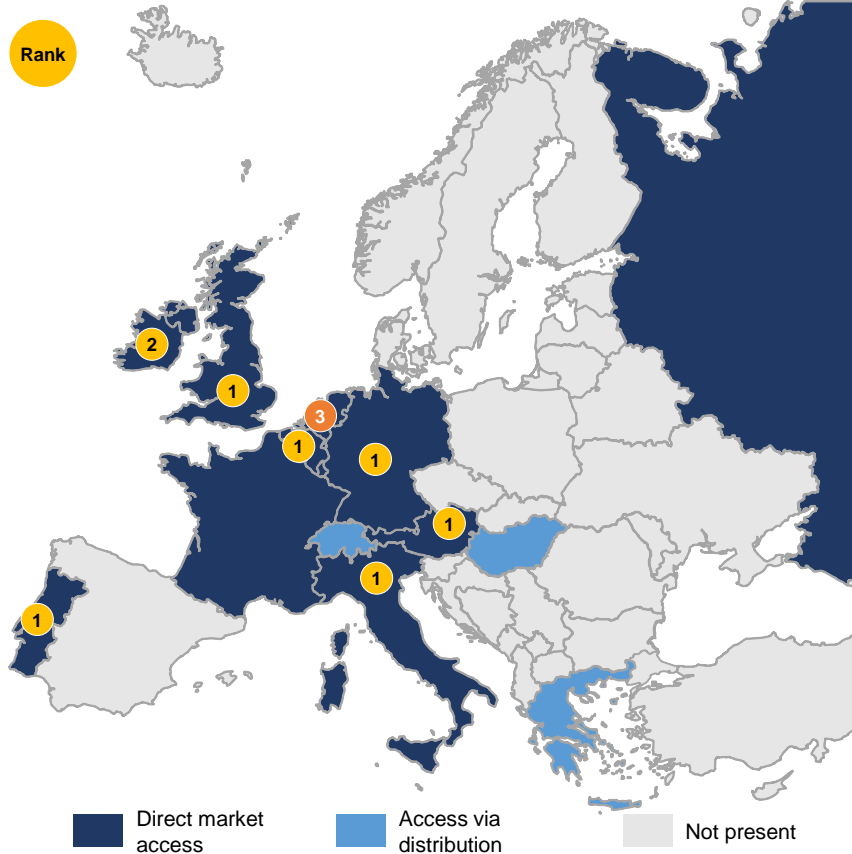 Rank
2
1
3
1
1
1
1
1
Direct market
access
Access via
distribution
Not present